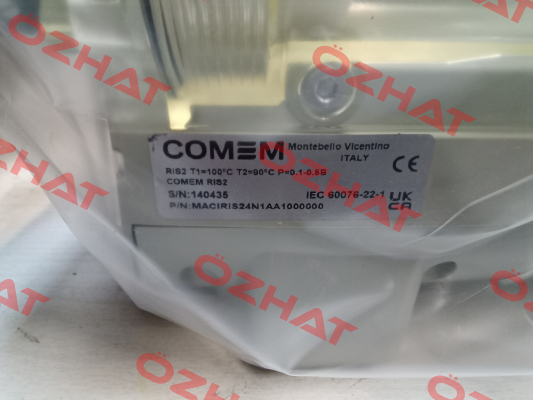 COMEM Montebello Vicentino
ITALY
CE
RIS2 T1=100°C T2=90°C P=0.1-0.5B
COMEM RIS2
S/N:140435 IEC 60076-22-1 UK
CA
P/N:MACIRIS24N1AA1000000
ÖZHAT
ÖZHAT
ÖZHAT
ÖZHAT
ÖZHAT
ÖZHAT
ÖZHAT